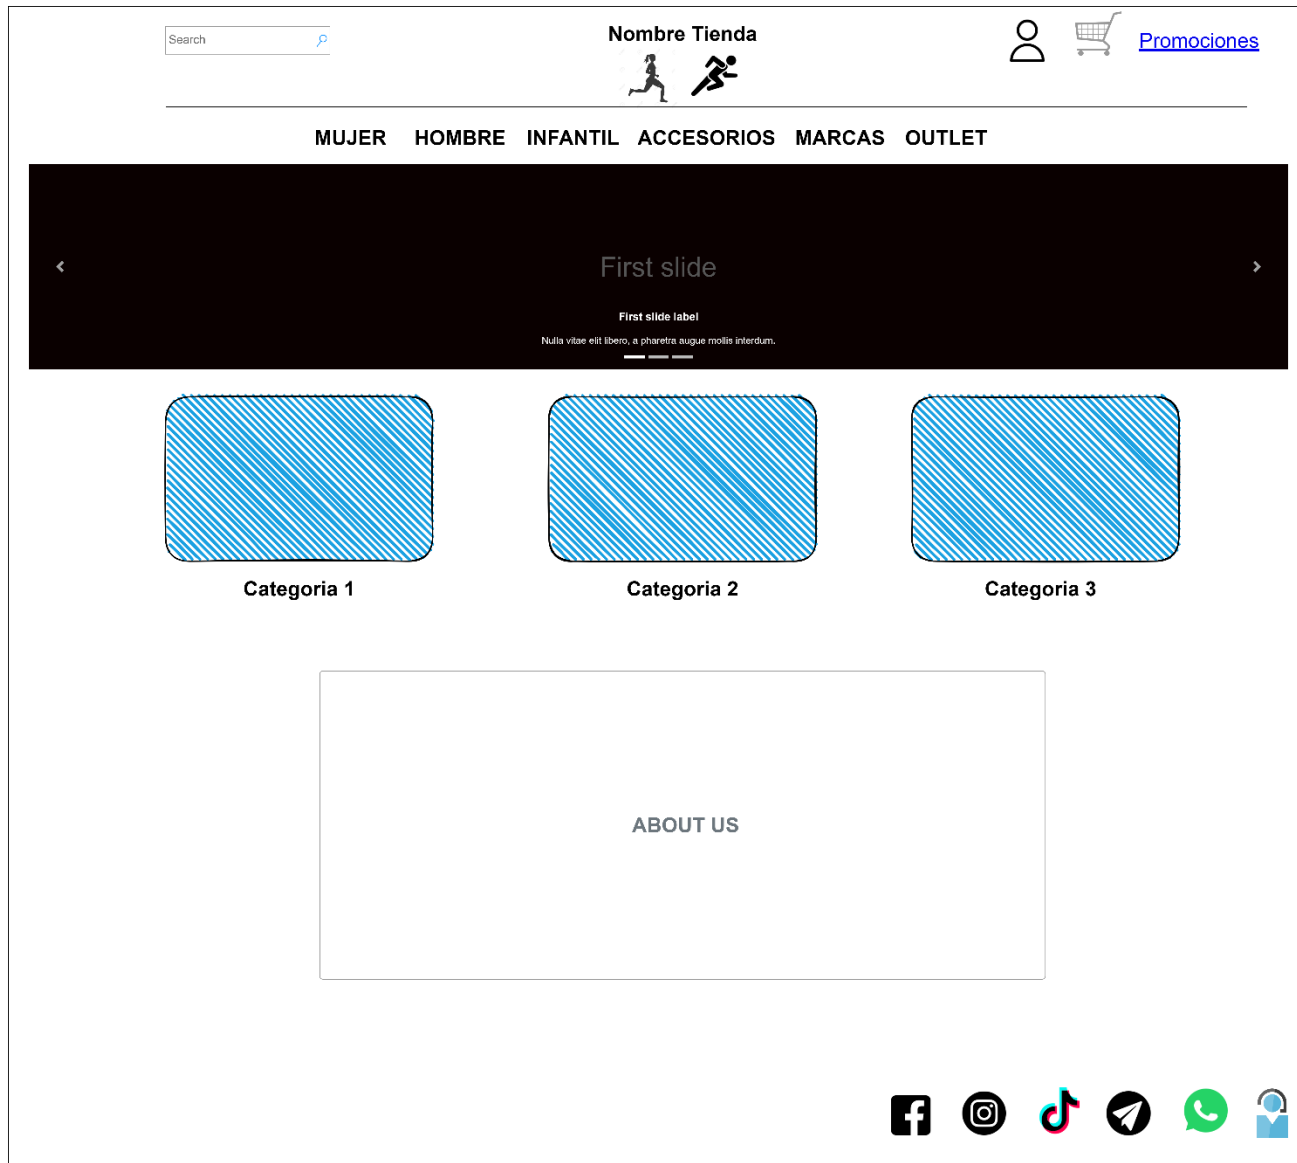 Search
Nombre Tienda
Promociones
MUJER HOMBRE INFANTIL ACCESORIOS MARCAS OUTLET
First slide
First slide label
Nulla vitae elit libero, a pharetra augue mollis interdum.
Categoria 1
Categoria 2
Categoria 3
ABOUT US